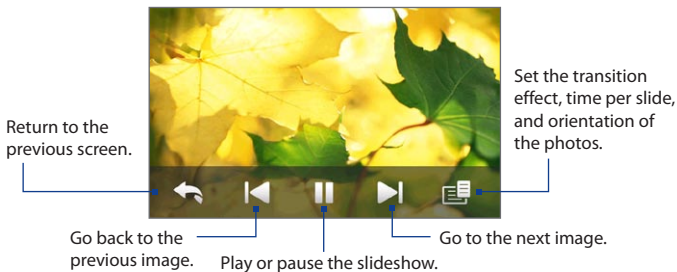 Return to the
previous screen.
Set the transition
effect, time per slide,
and orientation of
the photos.
Go back to the
previous image.
Play or pause the slideshow.
Go to the next image.